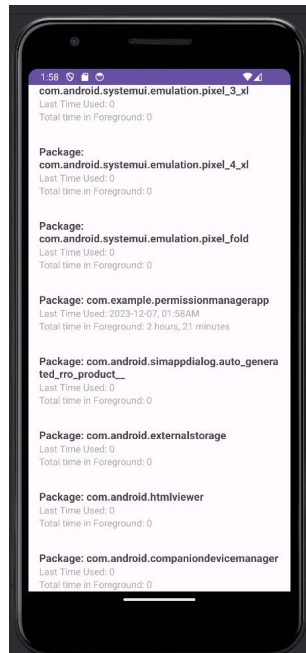 1:58
com.android.systemui.emulation.pixel_3_xl
Last Time Used: 0
Total time in Foreground: 0
Package:
com.android.systemui.emulation.pixel_4_xl
Last Time Used: 0
Total time in Foreground: 0
Package:
com.android.systemui.emulation.pixel_fold
Last Time Used: 0
Total time in Foreground: 0
Package: com.example.permissionmanagerapp
Last Time Used: 2023-12-07, 01:58AM
Total time in Foreground: 2 hours, 21 minutes
Package: com.android.simappdialog.auto_genera
ted_rro_product__
Last Time Used: 0
Total time in Foreground: 0
Package: com.android.externalstorage
Last Time Used: 0
Total time in Foreground: 0
Package: com.android.htmlviewer
Last Time Used: 0
Total time in Foreground: 0
Package: com.android.companiondevicemanager
Last Time Used: 0
Total time in Foreground: 0